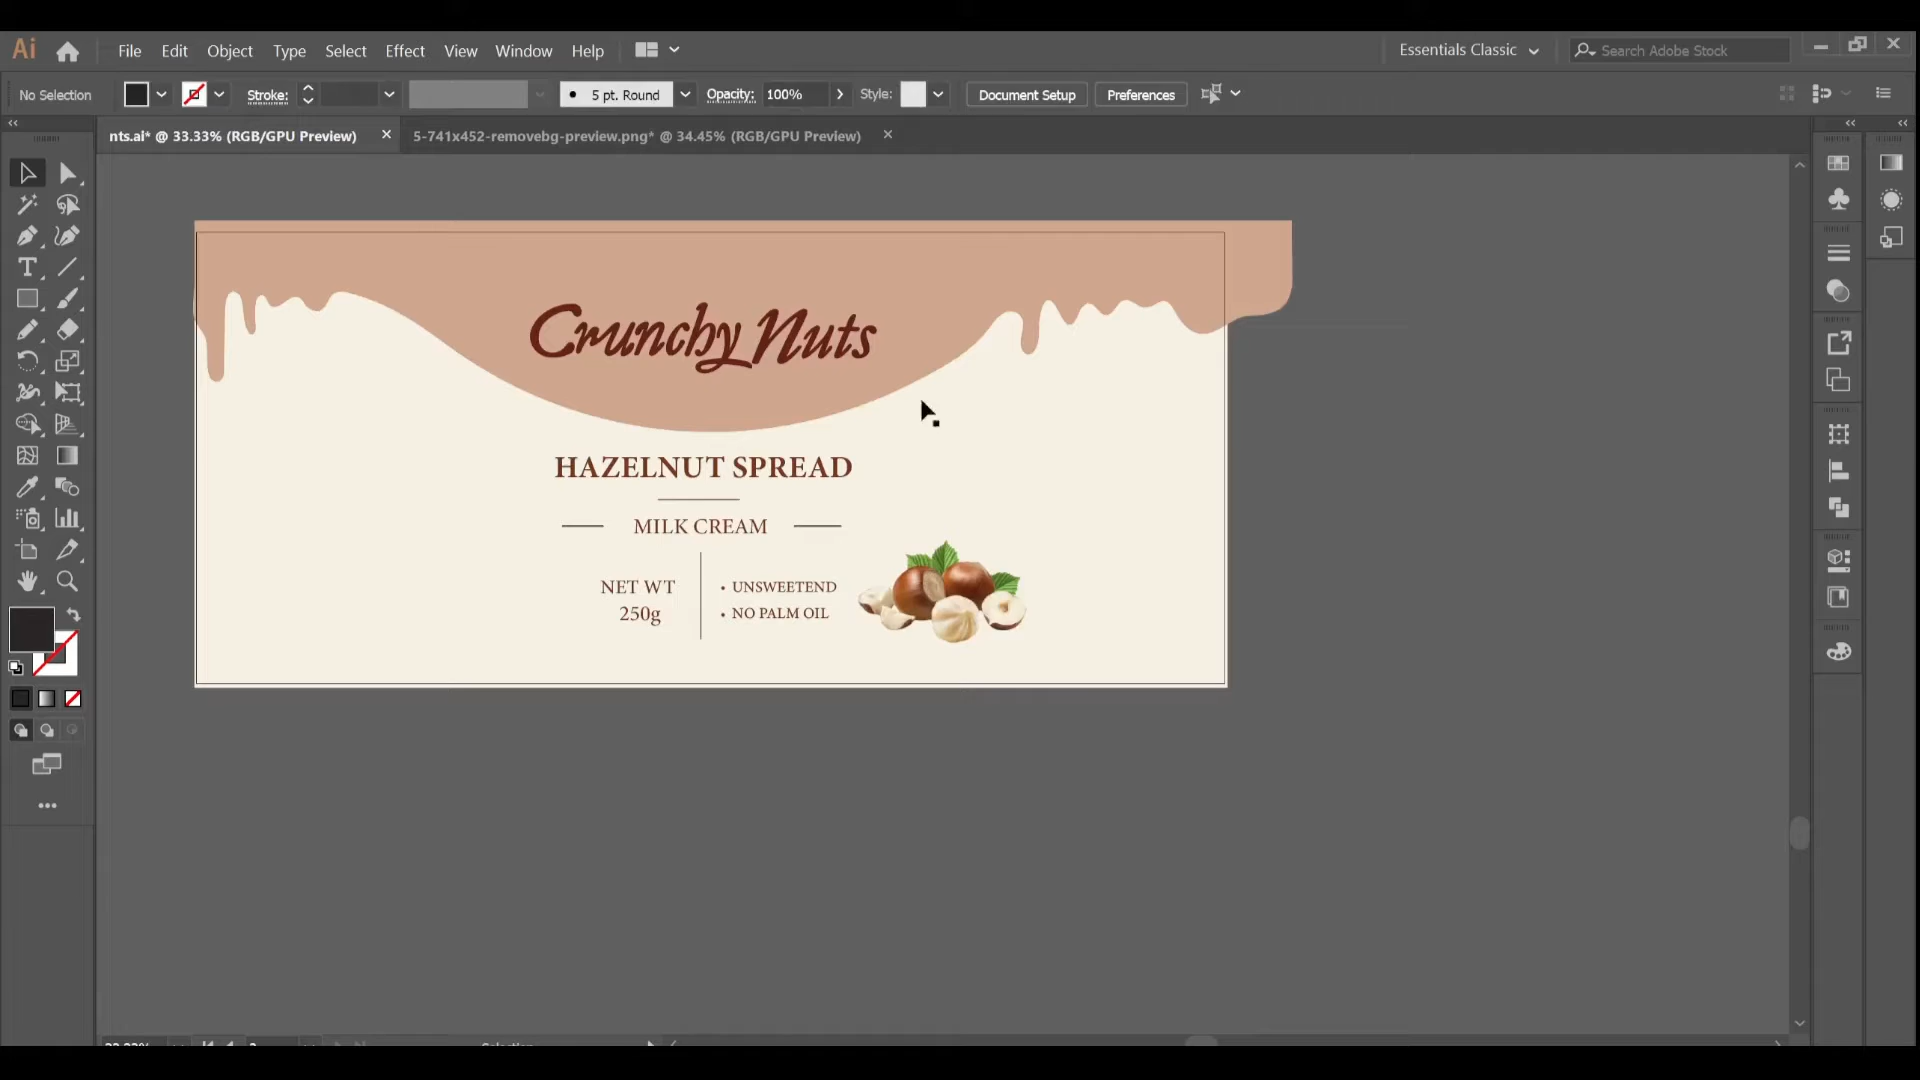 Ai File Edit Object Type Select Effect View Window Help Essentials Classic Search Adobe Stock
No Selection Stroke: • 5 pt. Round Opacity: 100% Style: Document Setup Preferences
nts.ai* @ 33.33% (RGB/GPU Preview) × 5-741x452-removebg-preview.png* @ 34.45% (RGB/GPU Preview) ×
Crunchy Nuts
HAZELNUT SPREAD
MILK CREAM
NET WT
250g
• UNSWEETEND
• NO PALM OIL
Selection